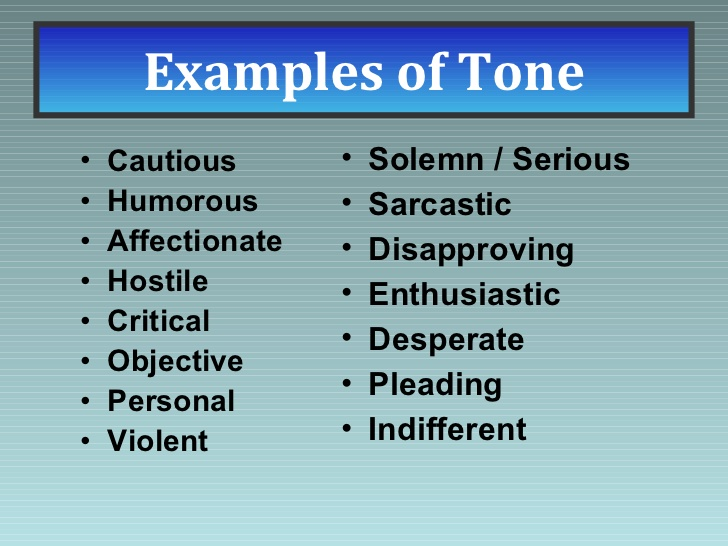 Examples of Tone
• Cautious
• Humorous
• Affectionate
• Hostile
• Critical
• Objective
• Personal
• Violent
• Solemn / Serious
• Sarcastic
• Disapproving
• Enthusiastic
• Desperate
• Pleading
• Indifferent